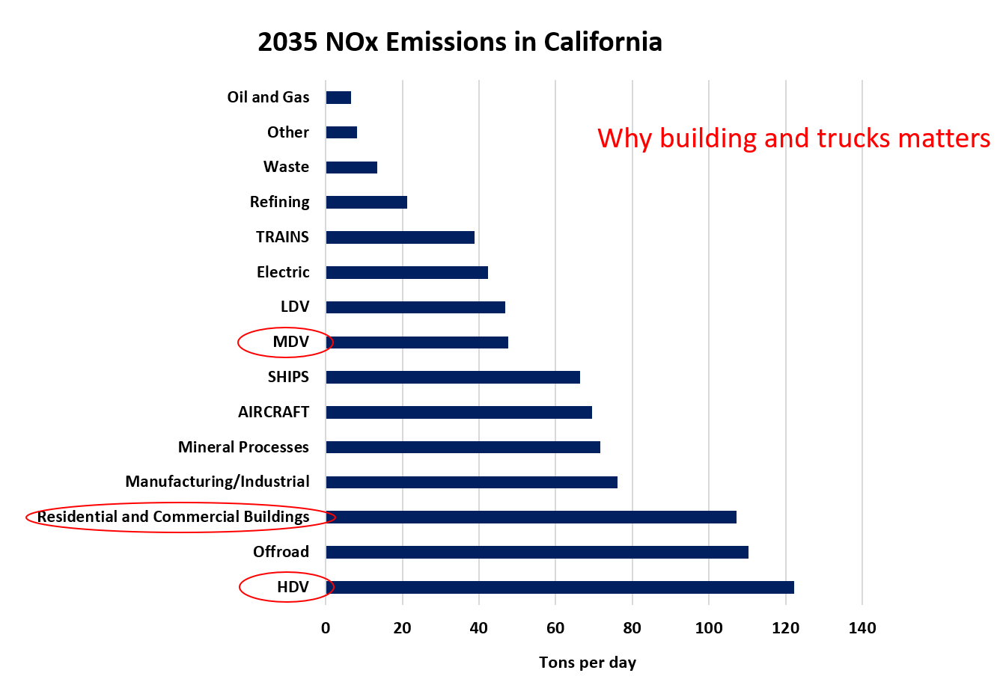 2035 NOx Emissions in California
Why building and trucks matters
Oil and Gas
Other
Waste
Refining
TRAINS
Electric
LDV
MDV
SHIPS
AIRCRAFT
Mineral Processes
Manufacturing/Industrial
Residential and Commercial Buildings
Offroad
HDV
0 20 40 60 80 100 120 140
Tons per day